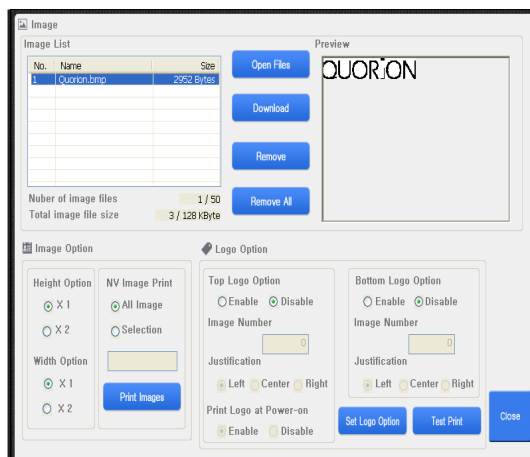 Image
Image List
No. Name Size
1 Quorion.bmp 2952 Bytes
Open Files
Download
Remove
Remove All
Preview
QUORION
Nuber of image files 1 / 50
Total image file size 3 / 128 KByte
Image Option
Height Option
X 1
X 2
Width Option
X 1
X 2
NV Image Print
All Image
Selection
Print Images
Logo Option
Top Logo Option
Enable Disable
Image Number
0
Justification
Left Center Right
Print Logo at Power-on
Enable Disable
Bottom Logo Option
Enable Disable
Image Number
0
Justification
Left Center Right
Set Logo Option
Test Print
Close